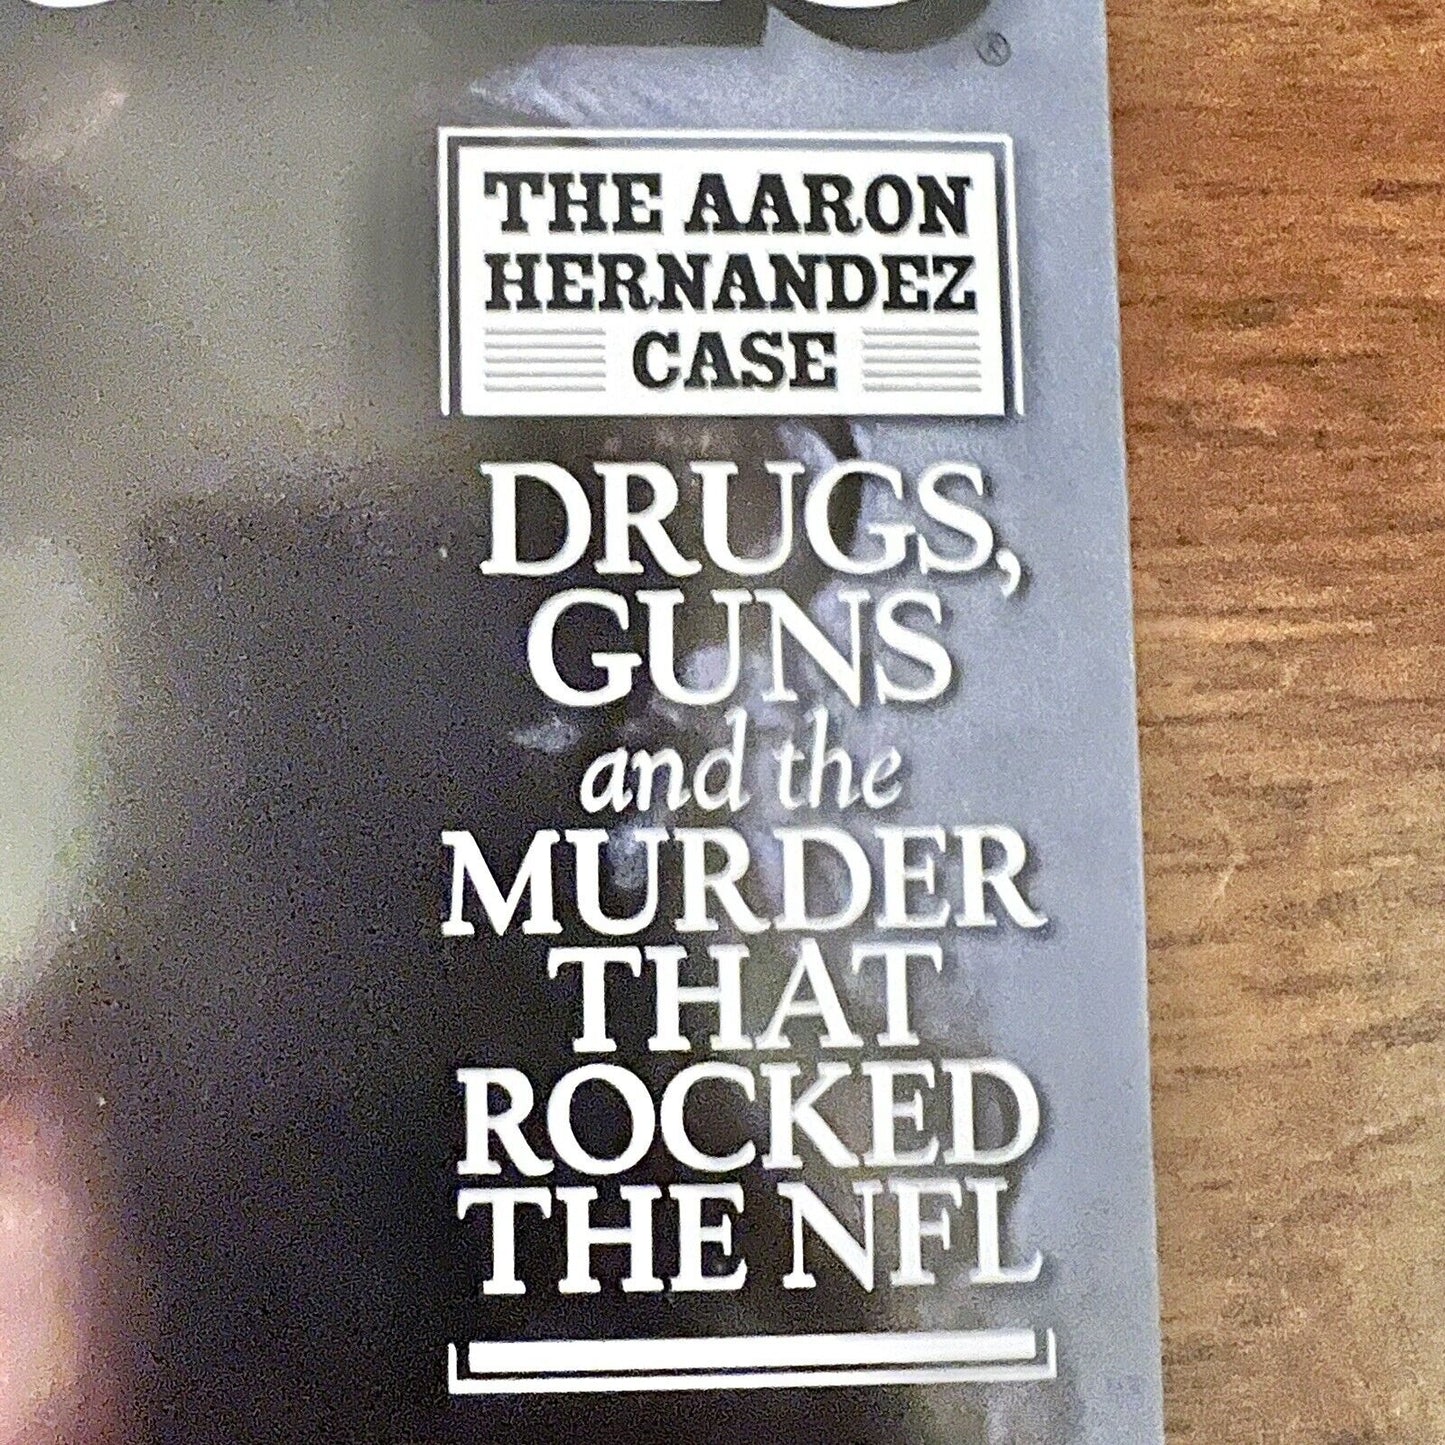 ®
THE AARON
HERNANDEZ
CASE
DRUGS,
GUNS
and the
MURDER
THAT
ROCKED
THE NFL